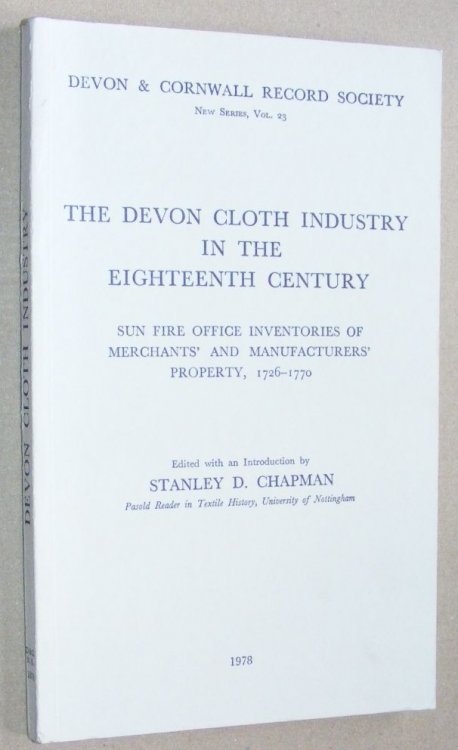 DEVON & CORNWALL RECORD SOCIETY
NEW SERIES, VOL. 23
THE DEVON CLOTH INDUSTRY
IN THE
EIGHTEENTH CENTURY
SUN FIRE OFFICE INVENTORIES OF
MERCHANTS' AND MANUFACTURERS'
PROPERTY, 1726–1770
Edited with an Introduction by
STANLEY D. CHAPMAN
Pasold Reader in Textile History, University of Nottingham
1978
DEVON CLOTH INDUSTRY